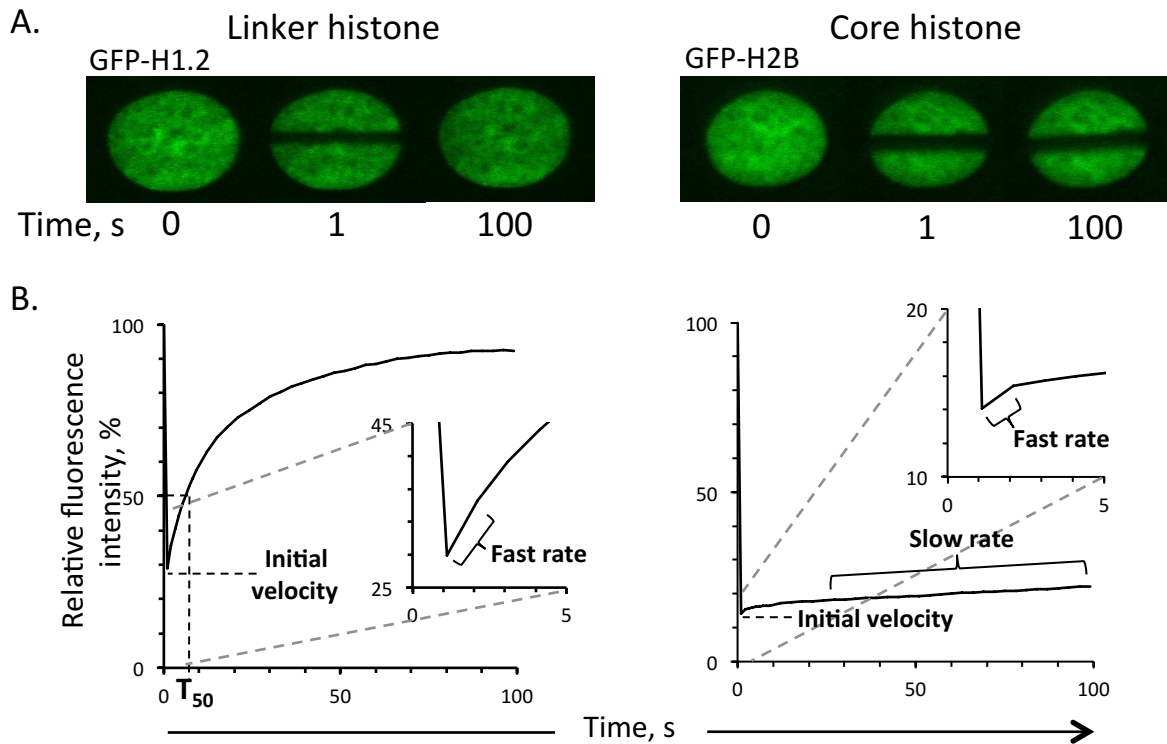 A.
Linker histone
Core histone
GFP-H1.2
GFP-H2B
Time, s 0 1 100
0 1 100
B.
Relative fluorescence
intensity, %
100
50
0
0 50 100
T50
Initial
velocity
45
25
0 5
Fast rate
100
50
0
0 50 100
20
10
0 5
Fast rate
Slow rate
Initial velocity
Time, s